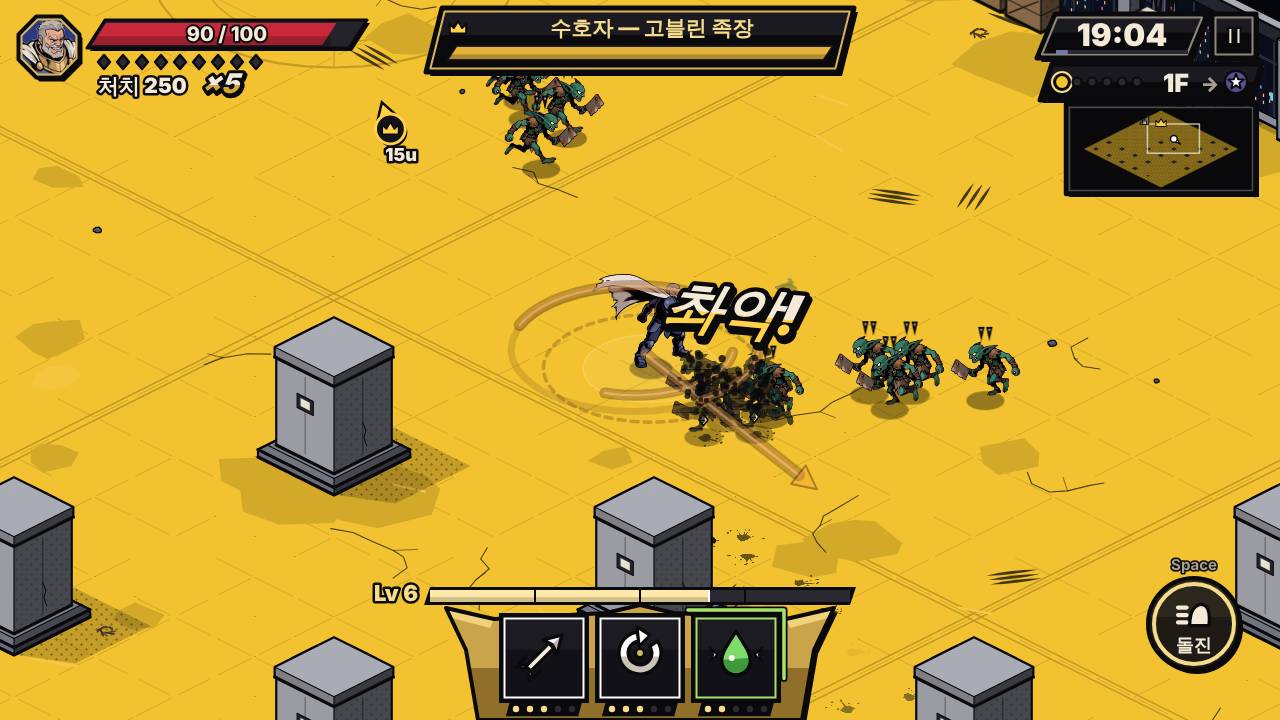 90 / 100
처치 250 ×5
수호자 — 고블린 족장
19:04
1F
15u
촤악!
Lv 6
Space
돌진